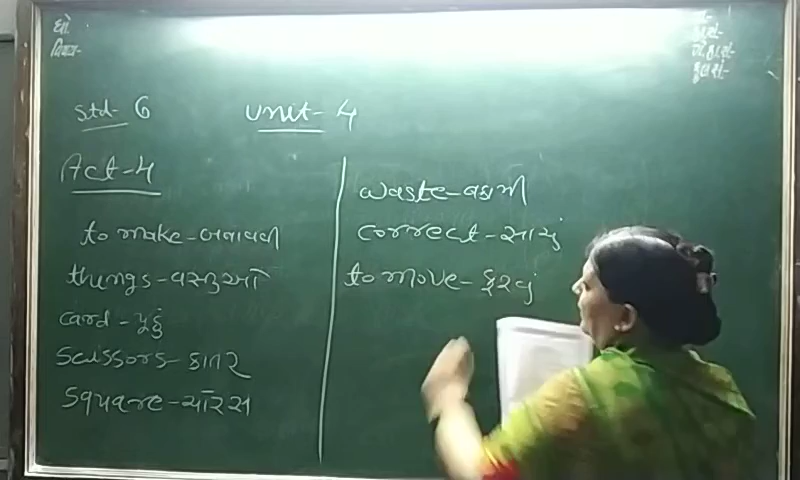 ધો.
વિષય-
Std- 6
Unit- 4
Act-4
to make-બનાવવી
things-વસ્તુઓ
card-પુઠ્ઠું
Scissors-કાતર
Square-ચોરસ
waste-નકામી
correct-સાચું
to move-ફરવું